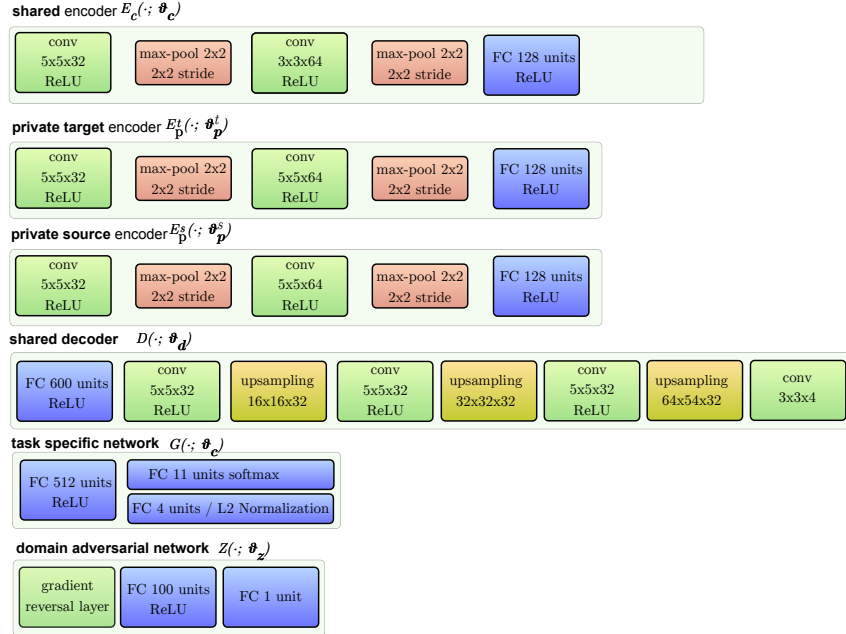 shared encoder E_c(·; ϑ_c)
conv
5x5x32
ReLU
max-pool 2x2
2x2 stride
conv
3x3x64
ReLU
max-pool 2x2
2x2 stride
FC 128 units
ReLU
private target encoder E_p^t(·; ϑ_p^t)
conv
5x5x32
ReLU
max-pool 2x2
2x2 stride
conv
5x5x64
ReLU
max-pool 2x2
2x2 stride
FC 128 units
ReLU
private source encoder E_p^s(·; ϑ_p^s)
conv
5x5x32
ReLU
max-pool 2x2
2x2 stride
conv
5x5x64
ReLU
max-pool 2x2
2x2 stride
FC 128 units
ReLU
shared decoder D(·; ϑ_d)
FC 600 units
ReLU
conv
5x5x32
ReLU
upsampling
16x16x32
conv
5x5x32
ReLU
upsampling
32x32x32
conv
5x5x32
ReLU
upsampling
64x54x32
conv
3x3x4
task specific network G(·; ϑ_c)
FC 512 units
ReLU
FC 11 units softmax
FC 4 units / L2 Normalization
domain adversarial network Z(·; ϑ_z)
gradient
reversal layer
FC 100 units
ReLU
FC 1 unit